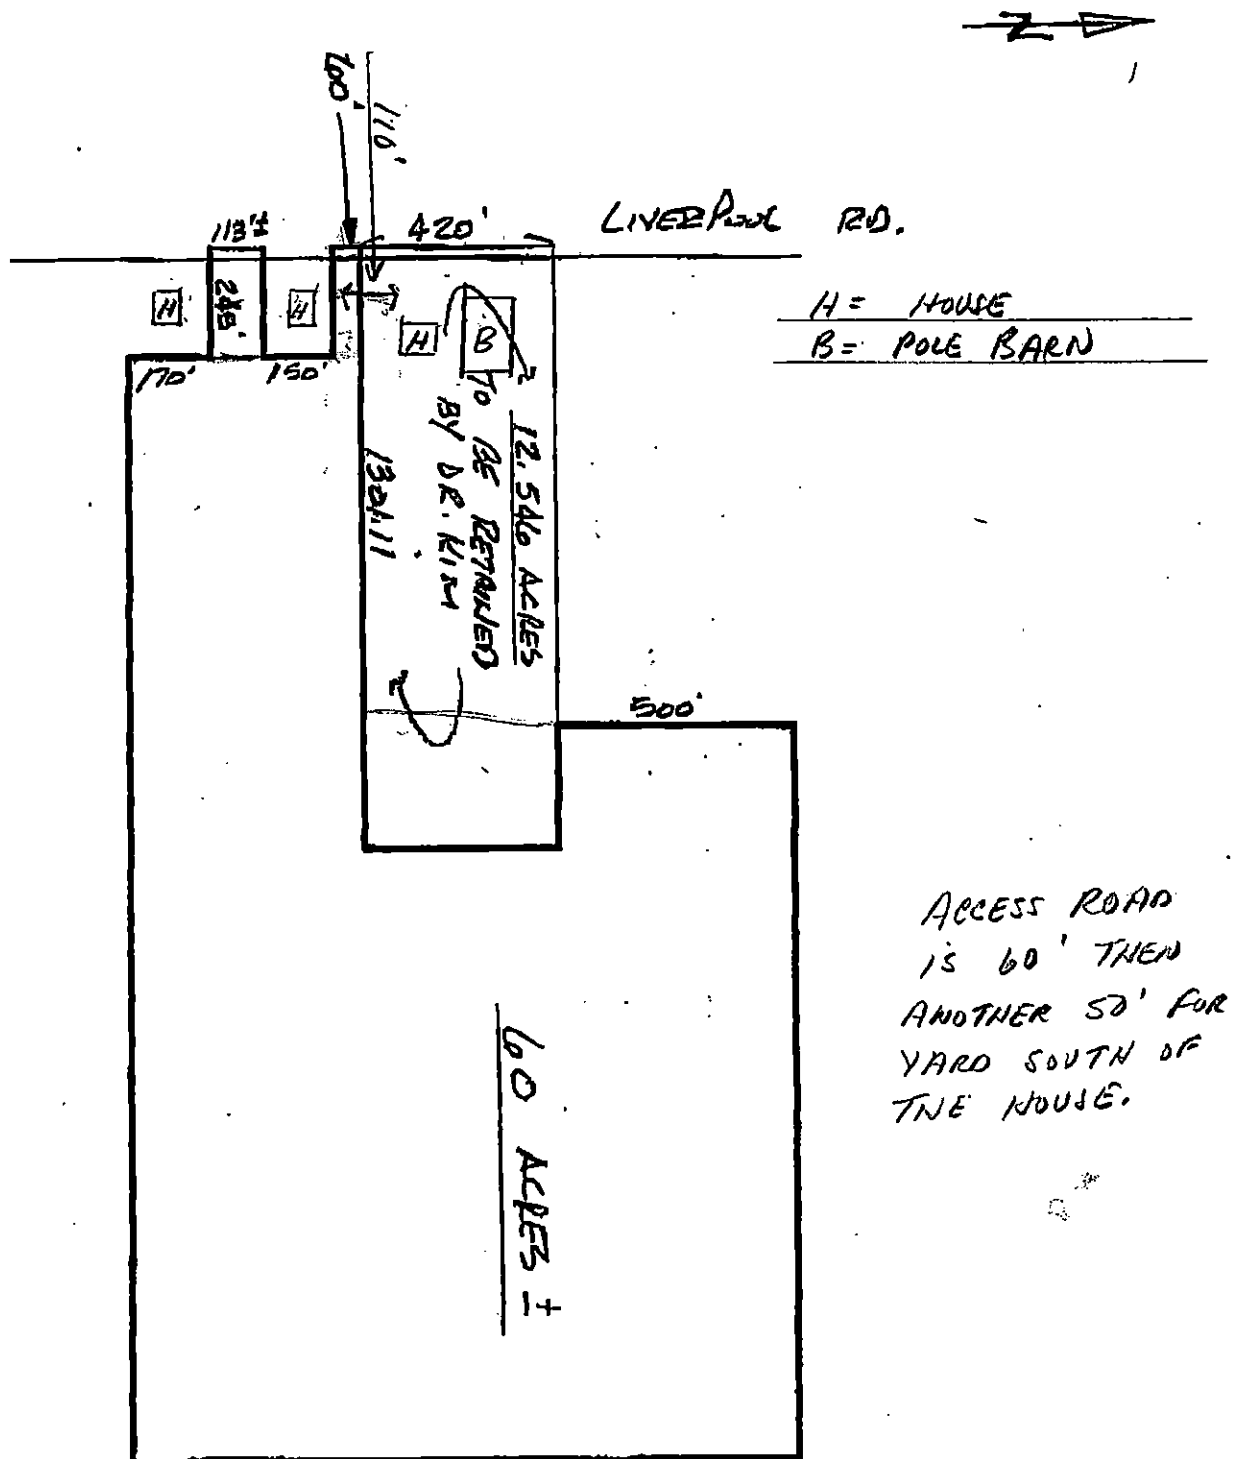 N
60'
110'
113'±
420'
LIVERPOOL RD.
H
248'
H
H
B
H = HOUSE
B = POLE BARN
170'
150'
12.546 ACRES
TO BE RETAINED
BY DR. KIM
1301.11
500'
ACCESS ROAD
IS 60' THEN
ANOTHER 50' FOR
YARD SOUTH OF
THE HOUSE.
60 ACRES ±